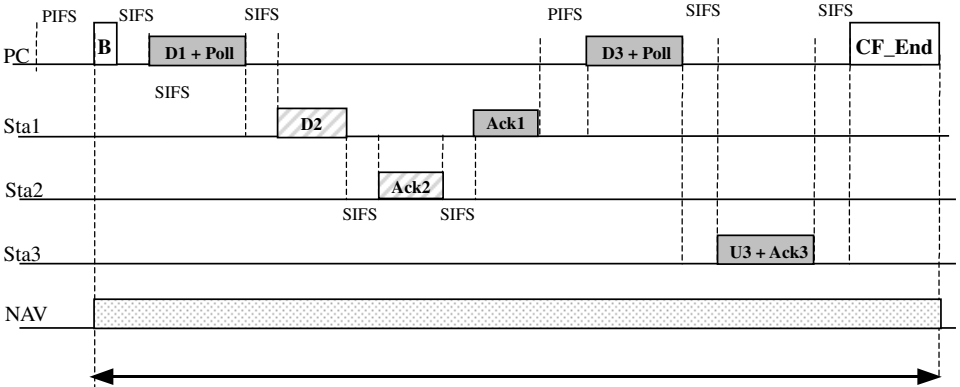 PIFS SIFS SIFS PIFS SIFS SIFS
PC B D1 + Poll D3 + Poll CF_End
SIFS
Sta1 D2 Ack1
Sta2 Ack2
SIFS SIFS
Sta3 U3 + Ack3
NAV